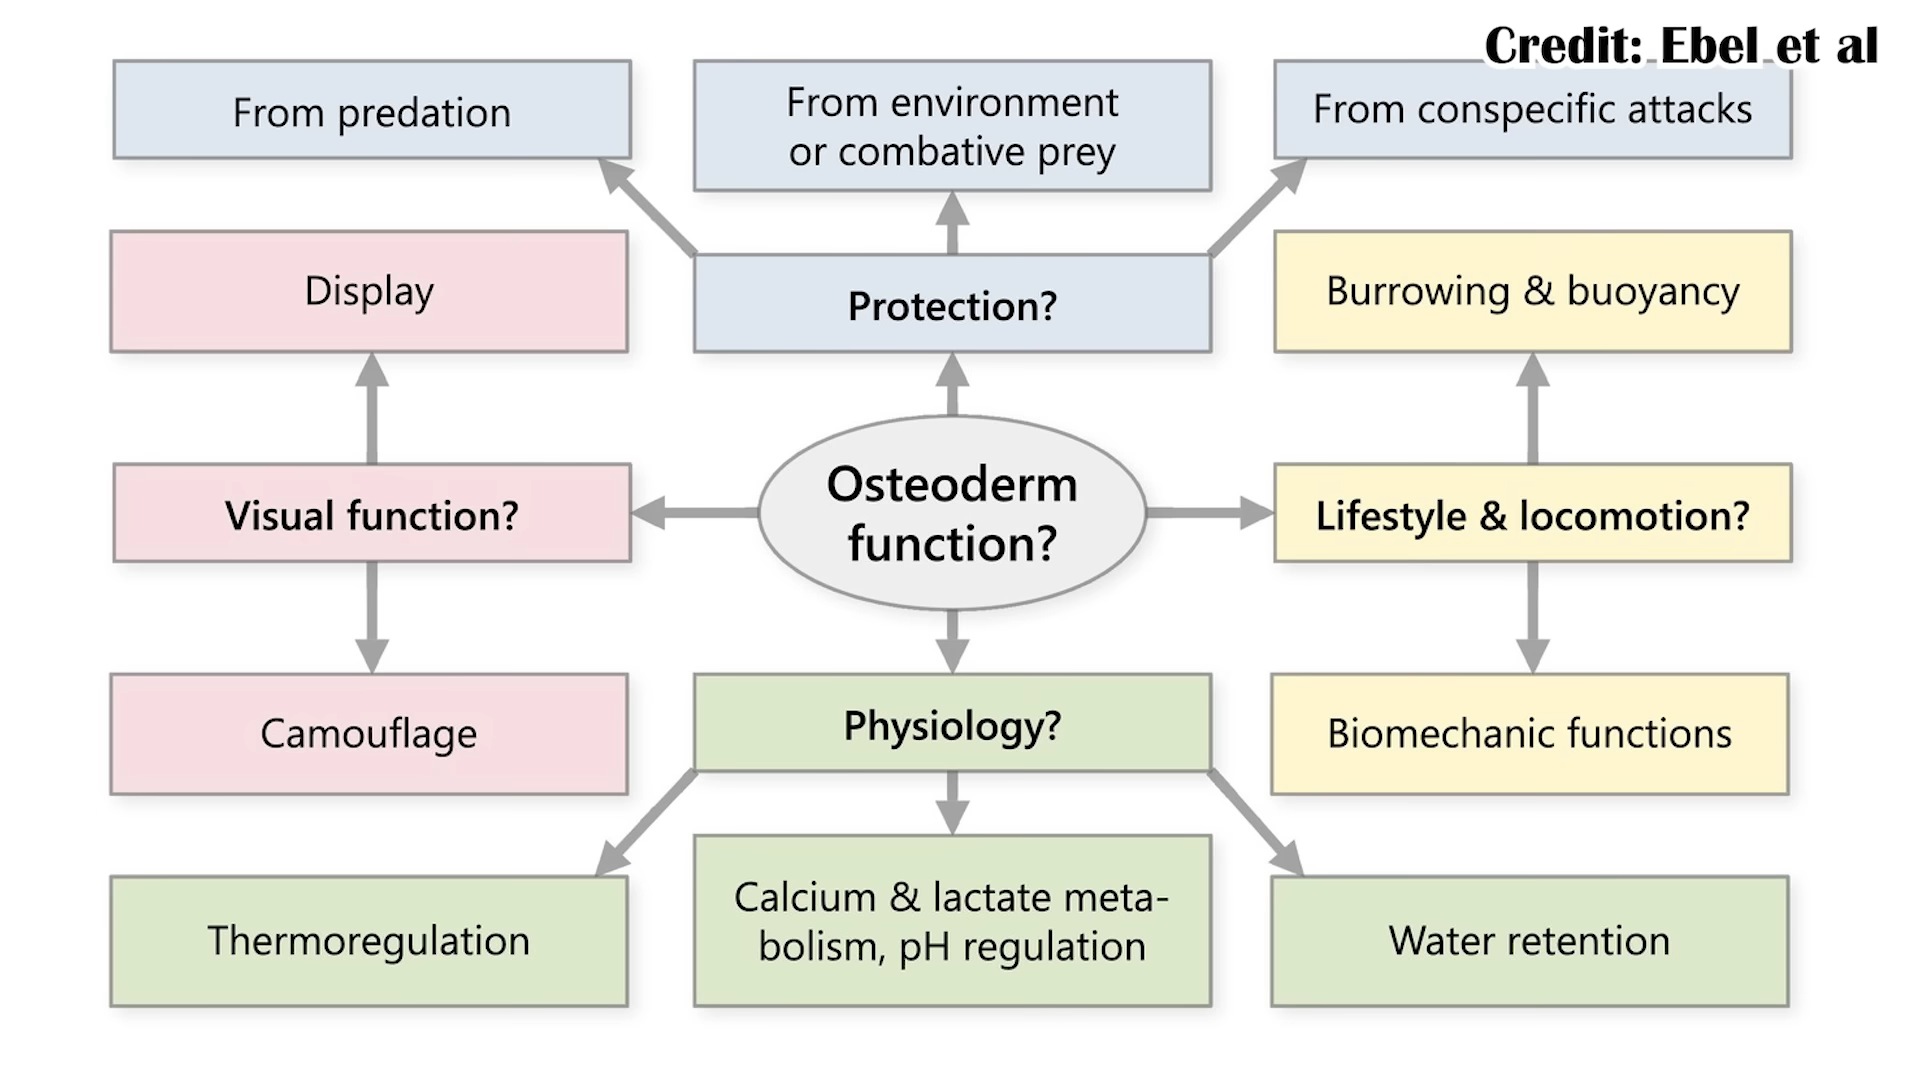 Credit: Ebel et al
From predation
From environment
or combative prey
From conspecific attacks
Display
Protection?
Burrowing & buoyancy
Visual function?
Osteoderm
function?
Lifestyle & locomotion?
Camouflage
Physiology?
Biomechanic functions
Thermoregulation
Calcium & lactate meta-
bolism, pH regulation
Water retention